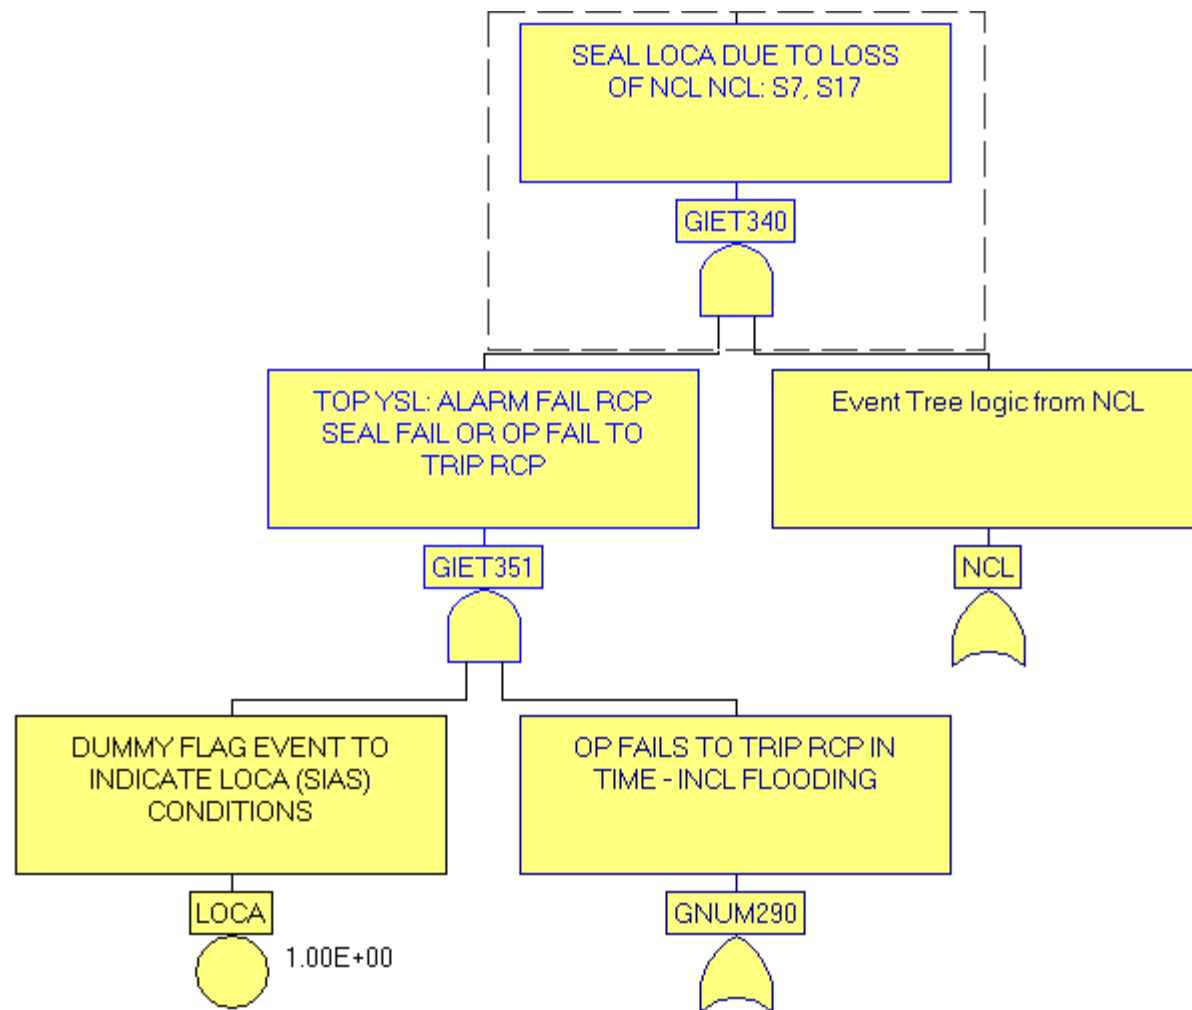 SEAL LOCA DUE TO LOSS
OF NCL NCL: S7, S17
GIET340
TOP YSL: ALARM FAIL RCP
SEAL FAIL OR OP FAIL TO
TRIP RCP
Event Tree logic from NCL
GIET351
NCL
DUMMY FLAG EVENT TO
INDICATE LOCA (SIAS)
CONDITIONS
OP FAILS TO TRIP RCP IN
TIME - INCL FLOODING
LOCA
1.00E+00
GNUM290